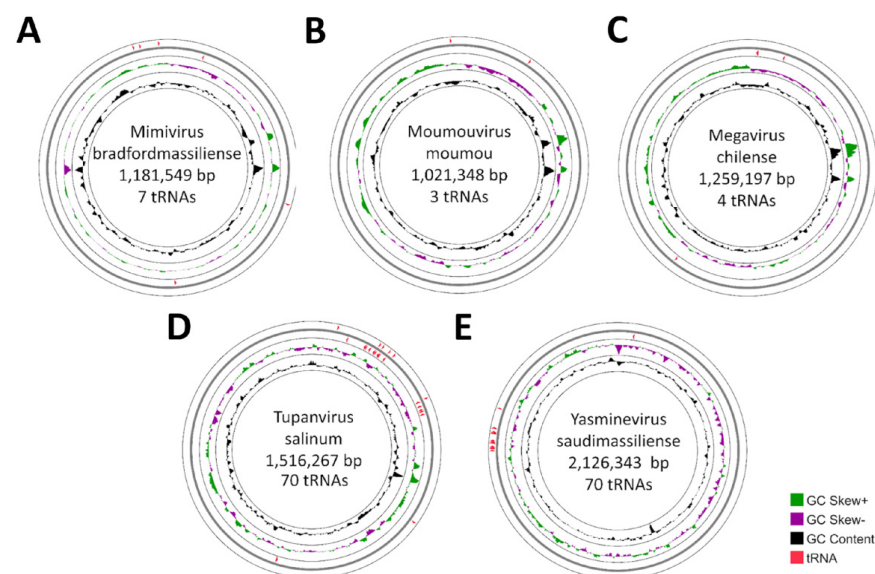 A
Mimivirus
bradfordmassiliense
1,181,549 bp
7 tRNAs
B
Moumouvirus
moumou
1,021,348 bp
3 tRNAs
C
Megavirus
chilense
1,259,197 bp
4 tRNAs
D
Tupanvirus
salinum
1,516,267 bp
70 tRNAs
E
Yasminevirus
saudimassiliense
2,126,343 bp
70 tRNAs
GC Skew+
GC Skew-
GC Content
tRNA